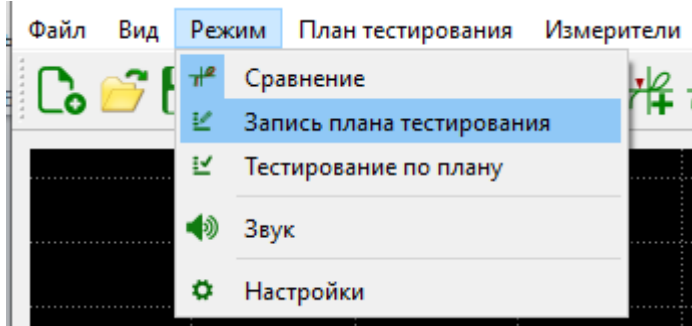 Файл Вид Режим План тестирования Измерители
Сравнение
Запись плана тестирования
Тестирование по плану
Звук
Настройки